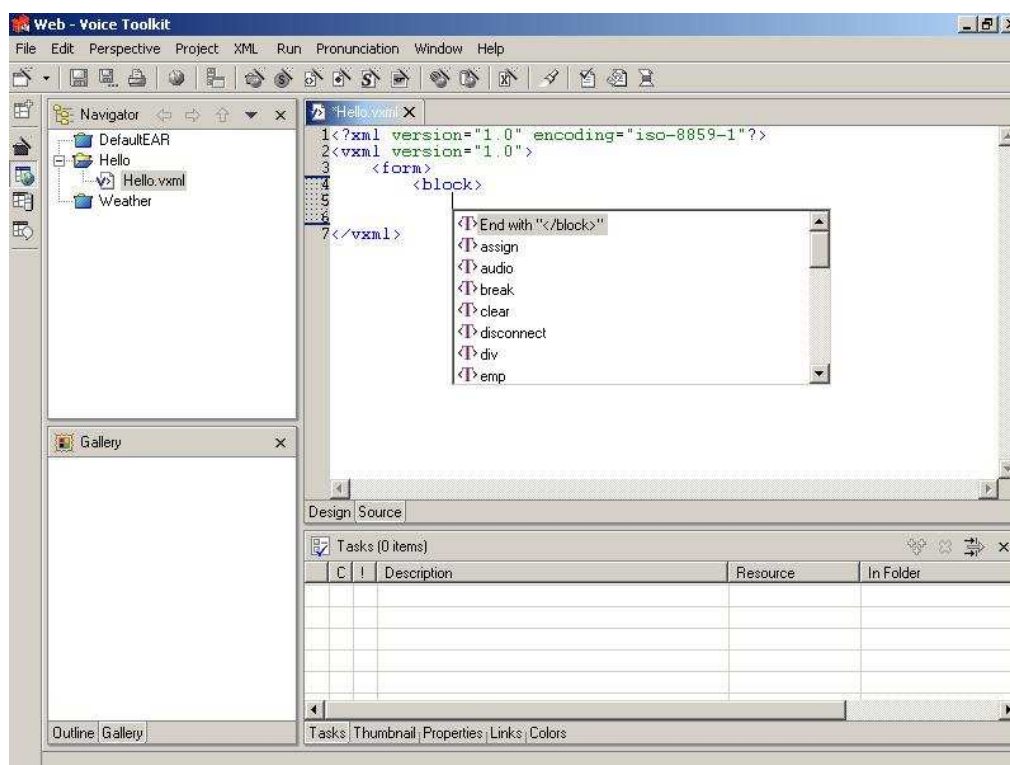 Web - Voice Toolkit
File Edit Perspective Project XML Run Pronunciation Window Help
Navigator
DefaultEAR
Hello
Hello.vxml
Weather
*Hello.vxml
1<?xml version="1.0" encoding="iso-8859-1"?>
2<vxml version="1.0">
3 <form>
4 <block>
5
6
7</vxml>
<T> End with "</block>"
<T> assign
<T> audio
<T> break
<T> clear
<T> disconnect
<T> div
<T> emp
Design Source
Gallery
Outline Gallery
Tasks (0 items)
C ! Description Resource In Folder
Tasks Thumbnail Properties Links Colors